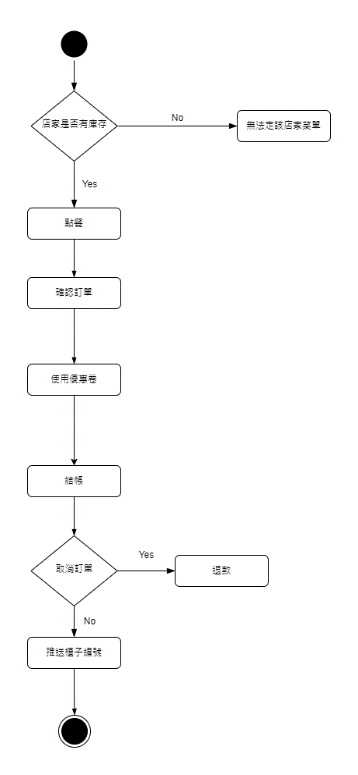 店家是否有庫存
No
無法定該店家菜單
Yes
點餐
確認訂單
使用優惠卷
結帳
取消訂單
Yes
退款
No
推送櫃子編號